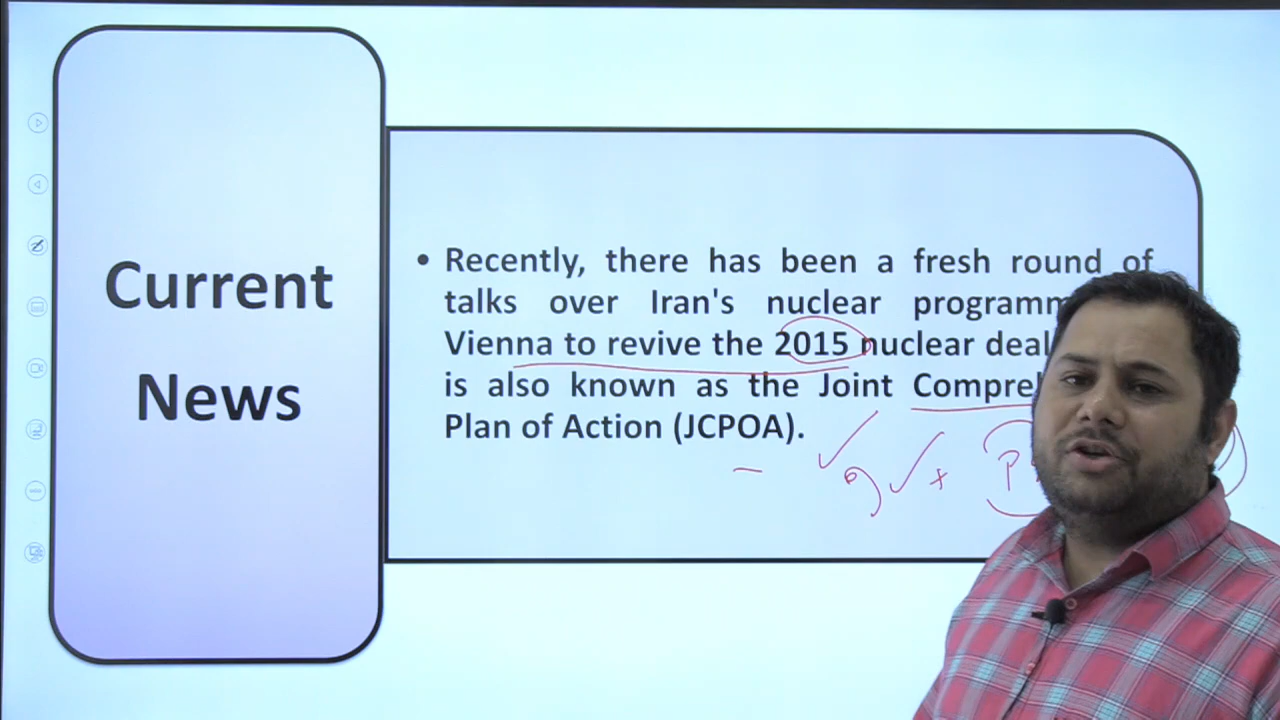 Current
News
• Recently, there has been a fresh round of
talks over Iran's nuclear
Vienna to revive the 2015 nuclear deal
is also known as the Joint
Plan of Action (JCPOA).